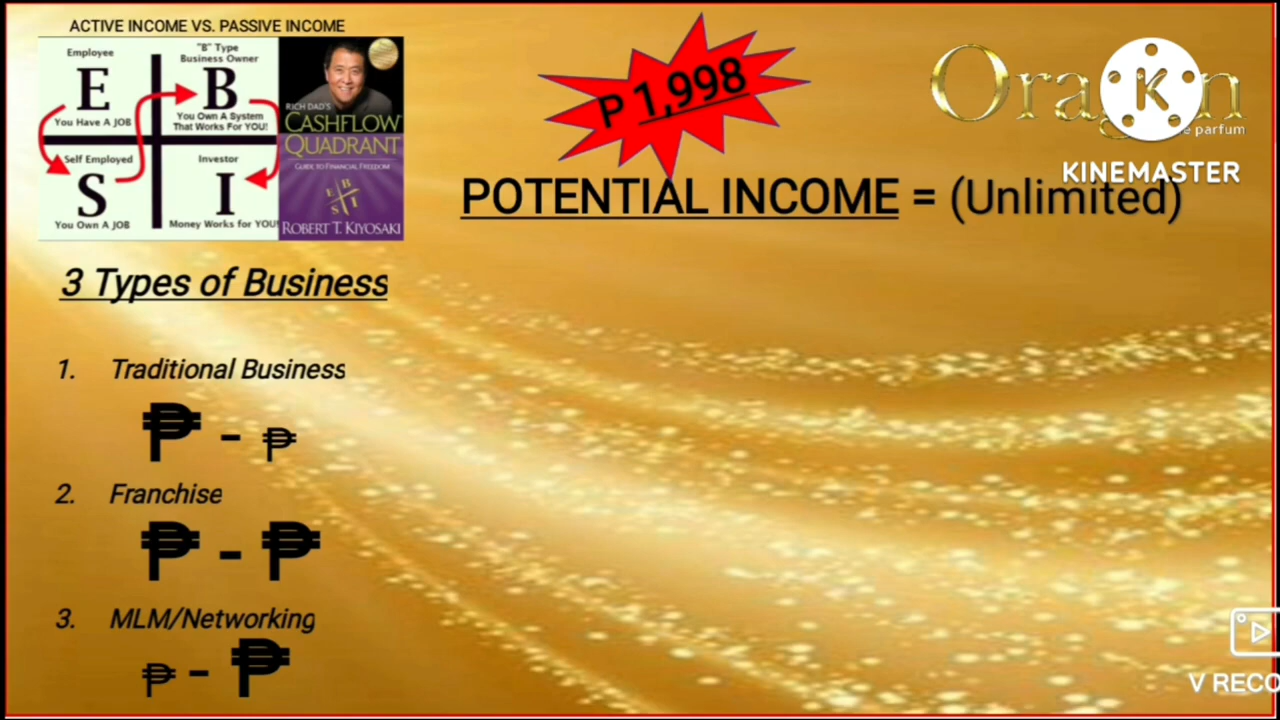 ACTIVE INCOME VS. PASSIVE INCOME
Employee
E
You Have A JOB
"B" Type
Business Owner
B
You Own A System
That Works For YOU!
Self Employed
S
You Own A JOB
Investor
I
Money Works for YOU!
RICH DAD'S
CASHFLOW
QUADRANT
GUIDE TO FINANCIAL FREEDOM
E B
S I
ROBERT T. KIYOSAKI
P 1,998
K
parfum
KINEMASTER
POTENTIAL INCOME = (Unlimited)
3 Types of Business
1. Traditional Business
₱ - ₱
2. Franchise
₱ - ₱
3. MLM/Networking
₱ - ₱
V RECO